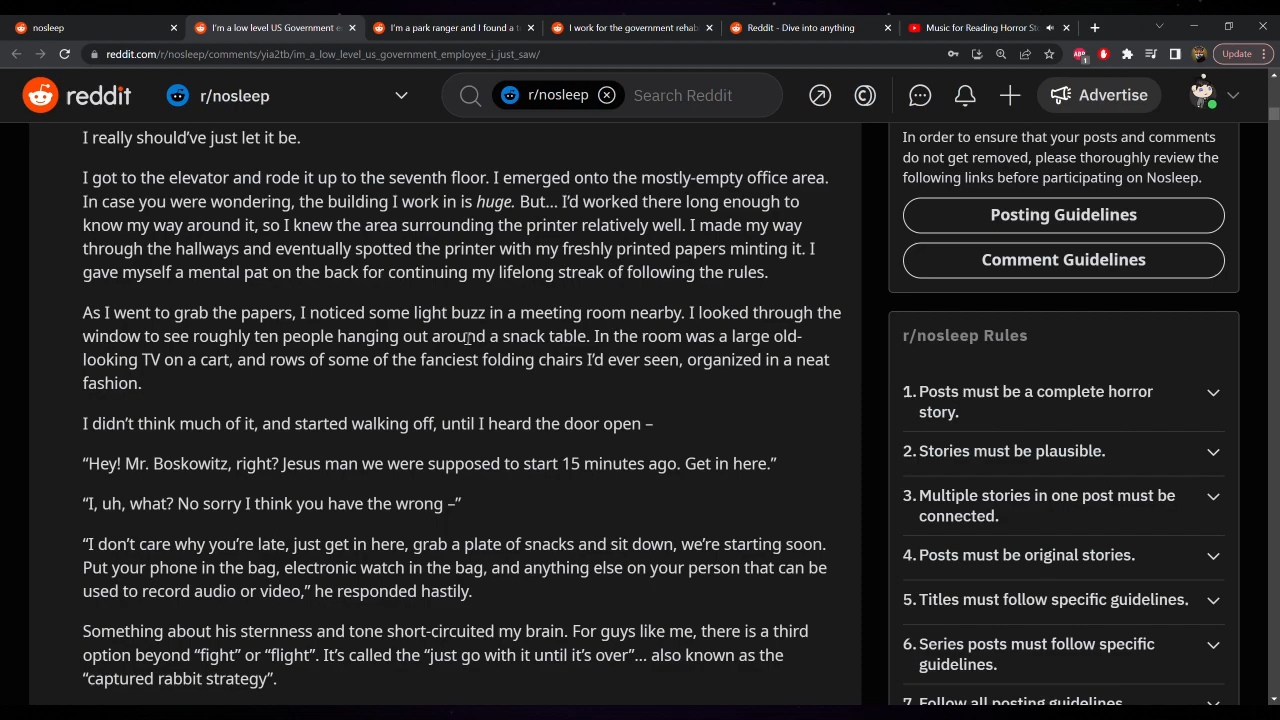 nosleep
I'm a low level US Government e
I'm a park ranger and I found a t
I work for the government rehab
Reddit - Dive into anything
Music for Reading Horror Sto
reddit.com/r/nosleep/comments/yia2tb/im_a_low_level_us_government_employee_i_just_saw/
Update
reddit
r/nosleep
r/nosleep
Search Reddit
Advertise
I really should've just let it be.
I got to the elevator and rode it up to the seventh floor. I emerged onto the mostly-empty office area.
In case you were wondering, the building I work in is huge. But… I'd worked there long enough to
know my way around it, so I knew the area surrounding the printer relatively well. I made my way
through the hallways and eventually spotted the printer with my freshly printed papers minting it. I
gave myself a mental pat on the back for continuing my lifelong streak of following the rules.
As I went to grab the papers, I noticed some light buzz in a meeting room nearby. I looked through the
window to see roughly ten people hanging out around a snack table. In the room was a large old-
looking TV on a cart, and rows of some of the fanciest folding chairs I'd ever seen, organized in a neat
fashion.
I didn't think much of it, and started walking off, until I heard the door open –
“Hey! Mr. Boskowitz, right? Jesus man we were supposed to start 15 minutes ago. Get in here.”
“I, uh, what? No sorry I think you have the wrong –”
“I don't care why you're late, just get in here, grab a plate of snacks and sit down, we're starting soon.
Put your phone in the bag, electronic watch in the bag, and anything else on your person that can be
used to record audio or video,” he responded hastily.
Something about his sternness and tone short-circuited my brain. For guys like me, there is a third
option beyond “fight” or “flight”. It's called the “just go with it until it's over”… also known as the
“captured rabbit strategy”.
In order to ensure that your posts and comments
do not get removed, please thoroughly review the
following links before participating on Nosleep.
Posting Guidelines
Comment Guidelines
r/nosleep Rules
1. Posts must be a complete horror
story.
2. Stories must be plausible.
3. Multiple stories in one post must be
connected.
4. Posts must be original stories.
5. Titles must follow specific guidelines.
6. Series posts must follow specific
guidelines.
7. Follow all posting guidelines